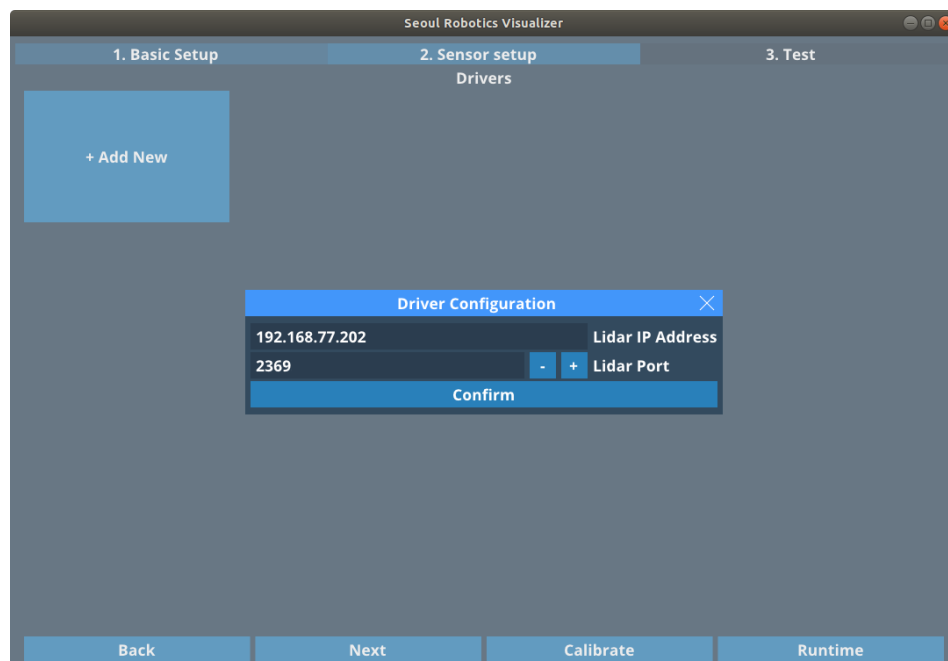 Seoul Robotics Visualizer
1. Basic Setup 2. Sensor setup 3. Test
Drivers
+ Add New
Driver Configuration
192.168.77.202 Lidar IP Address
2369 - + Lidar Port
Confirm
Back Next Calibrate Runtime